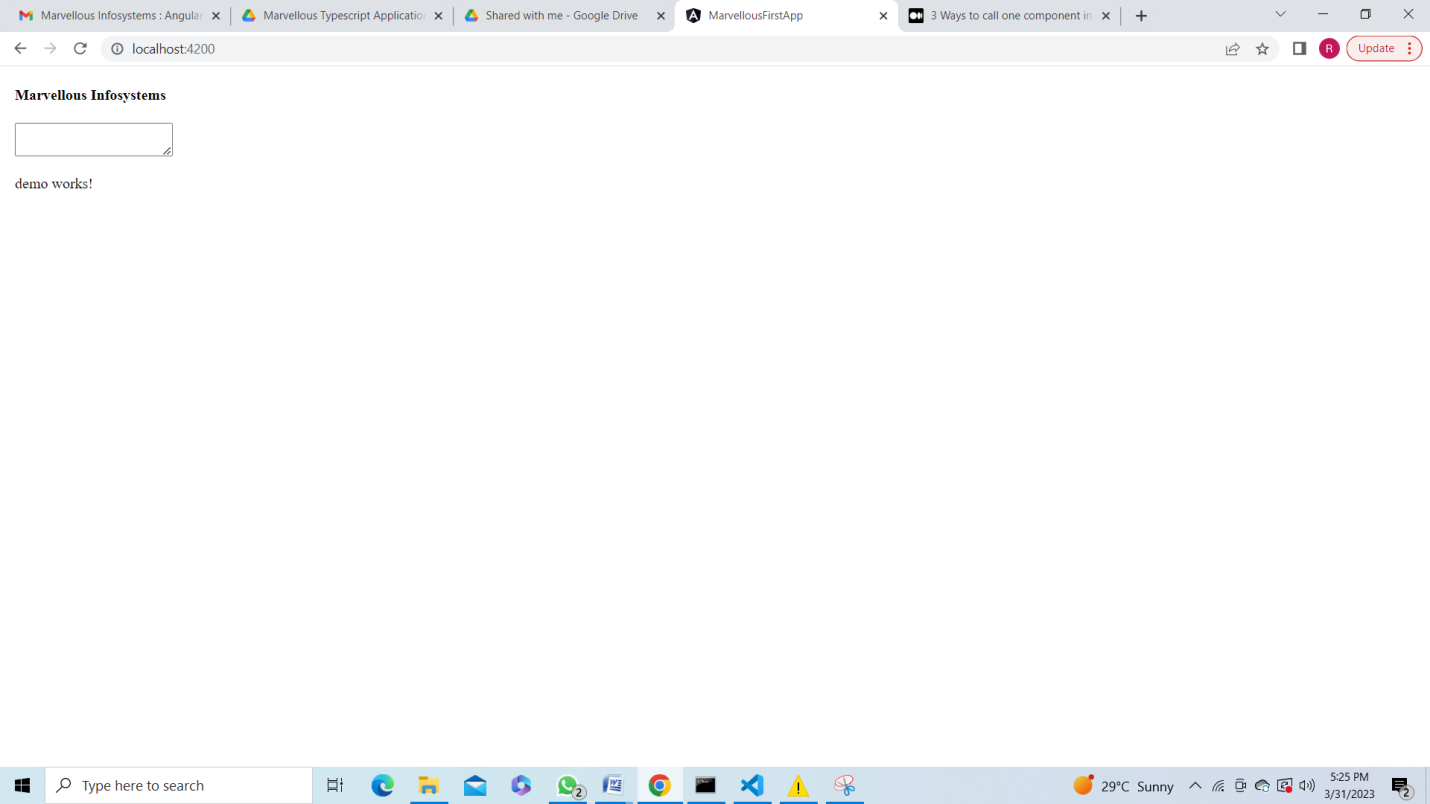 Marvellous Infosystems : Angular
Marvellous Typescript Application
Shared with me - Google Drive
MarvellousFirstApp
3 Ways to call one component in
localhost:4200
R
Update
Marvellous Infosystems
demo works!
Type here to search
2
29°C Sunny
5:25 PM
3/31/2023
2